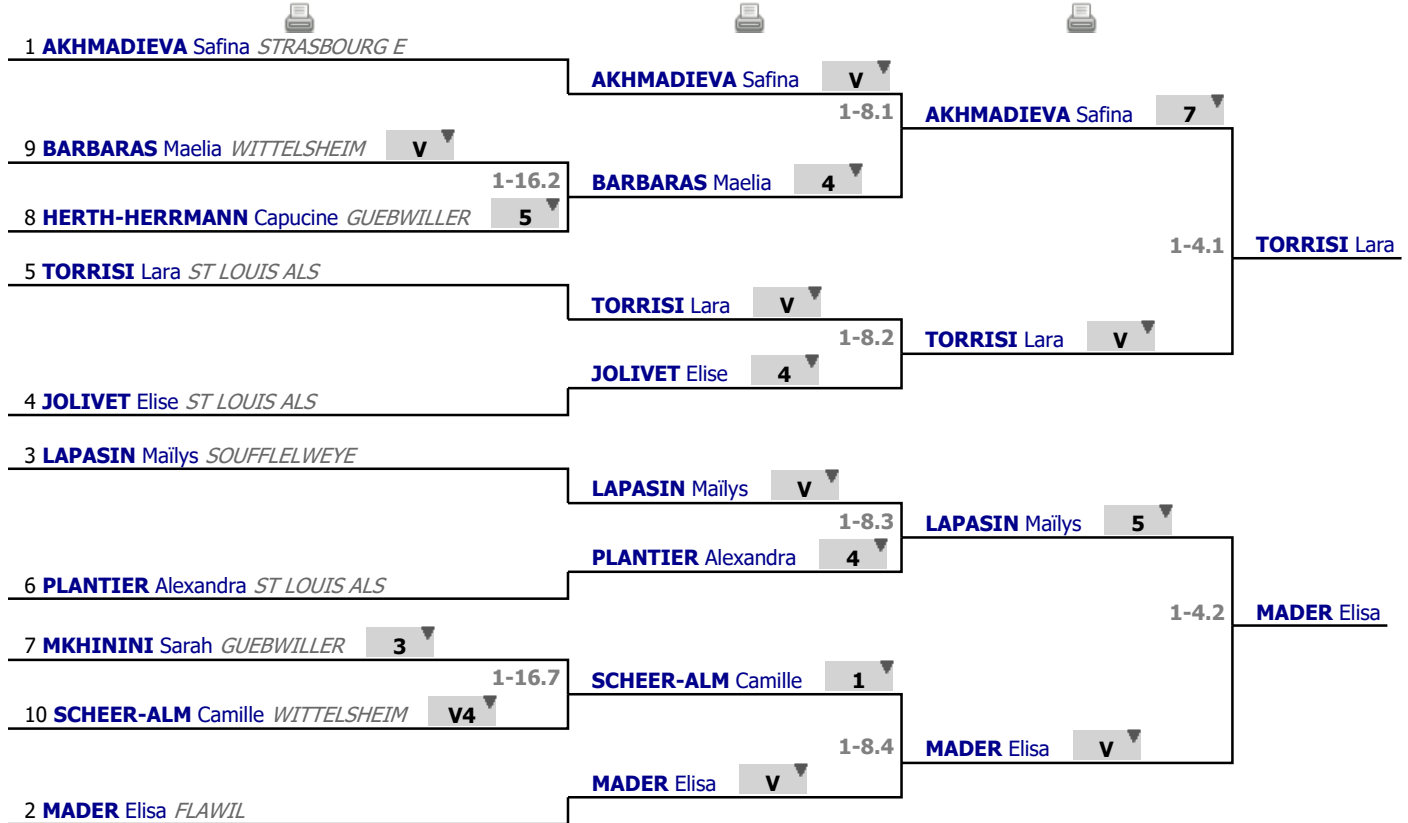 1 AKHMADIEVA Safina STRASBOURG E
AKHMADIEVA Safina V
1-8.1
AKHMADIEVA Safina 7
9 BARBARAS Maelia WITTELSHEIM V
1-16.2
BARBARAS Maelia 4
8 HERTH-HERRMANN Capucine GUEBWILLER 5
1-4.1
TORRISI Lara
5 TORRISI Lara ST LOUIS ALS
TORRISI Lara V
1-8.2
TORRISI Lara V
JOLIVET Elise 4
4 JOLIVET Elise ST LOUIS ALS
3 LAPASIN Maïlys SOUFFLELWEYE
LAPASIN Maïlys V
1-8.3
LAPASIN Maïlys 5
PLANTIER Alexandra 4
6 PLANTIER Alexandra ST LOUIS ALS
1-4.2
MADER Elisa
7 MKHININI Sarah GUEBWILLER 3
1-16.7
SCHEER-ALM Camille 1
10 SCHEER-ALM Camille WITTELSHEIM V4
1-8.4
MADER Elisa V
MADER Elisa V
2 MADER Elisa FLAWIL